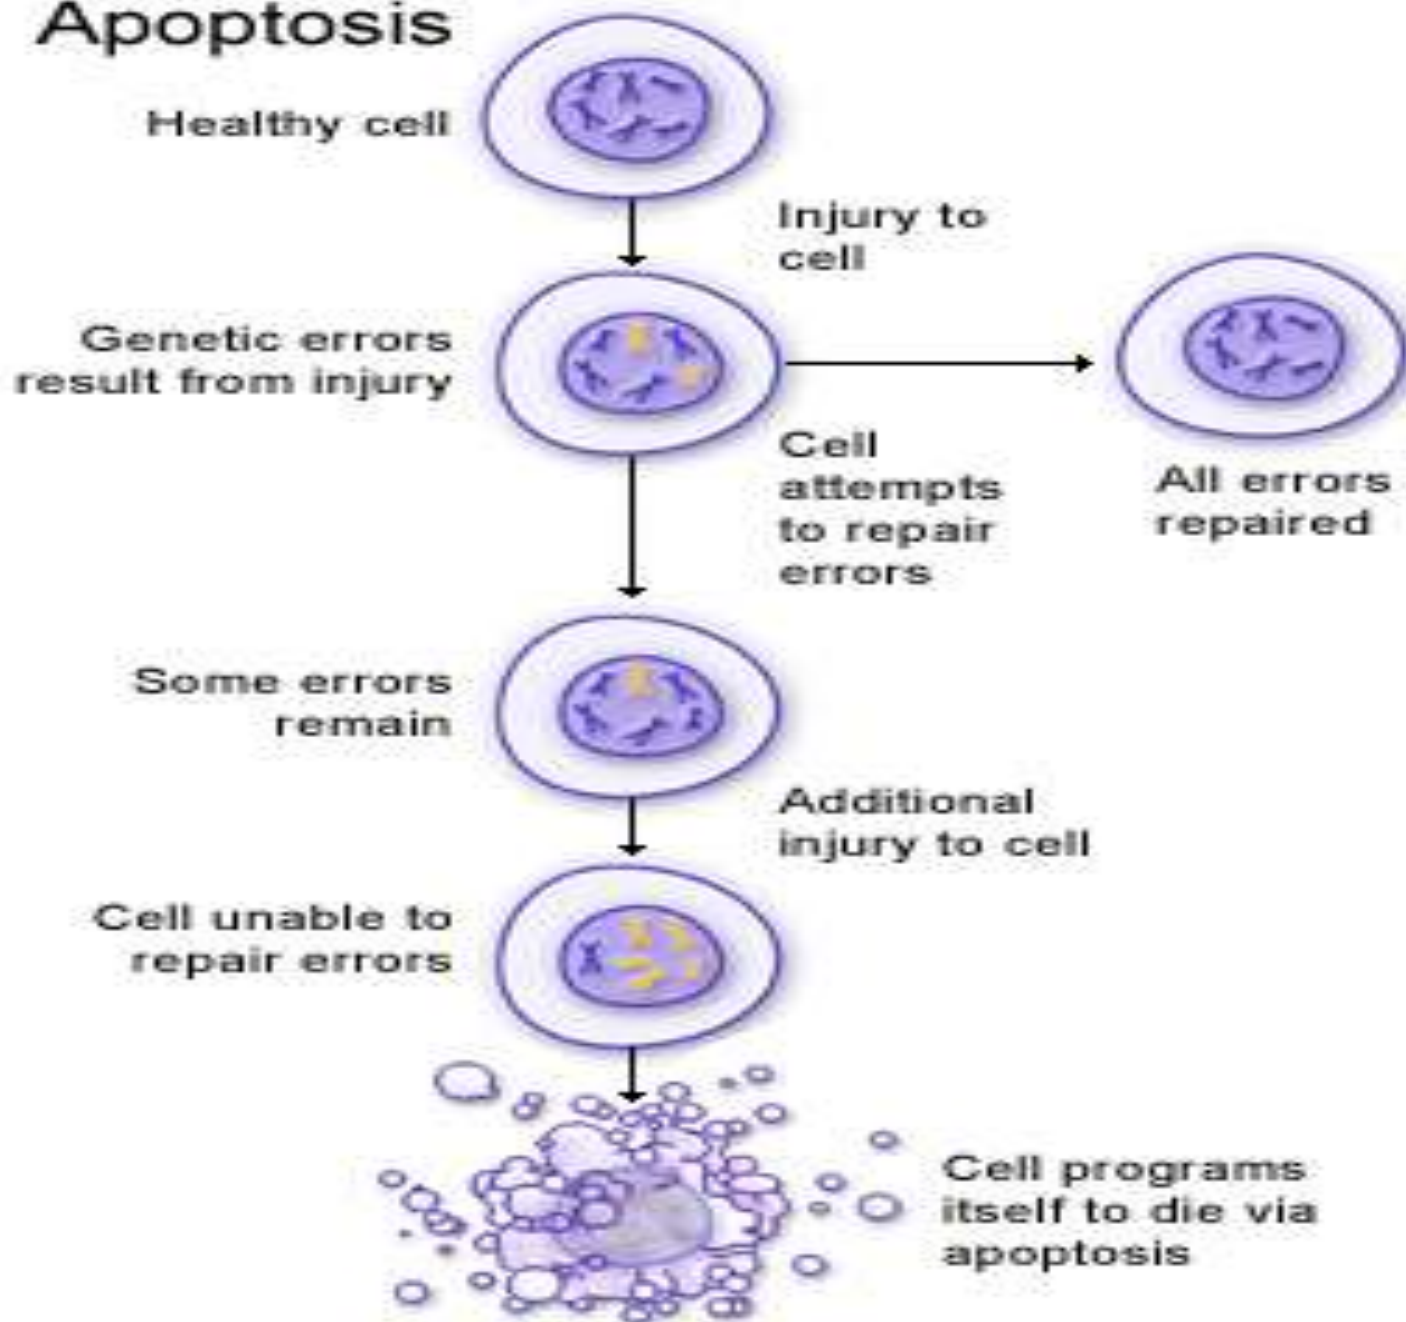 Apoptosis
Healthy cell
Injury to
cell
Genetic errors
result from injury
Cell
attempts
to repair
errors
All errors
repaired
Some errors
remain
Additional
injury to cell
Cell unable to
repair errors
Cell programs
itself to die via
apoptosis